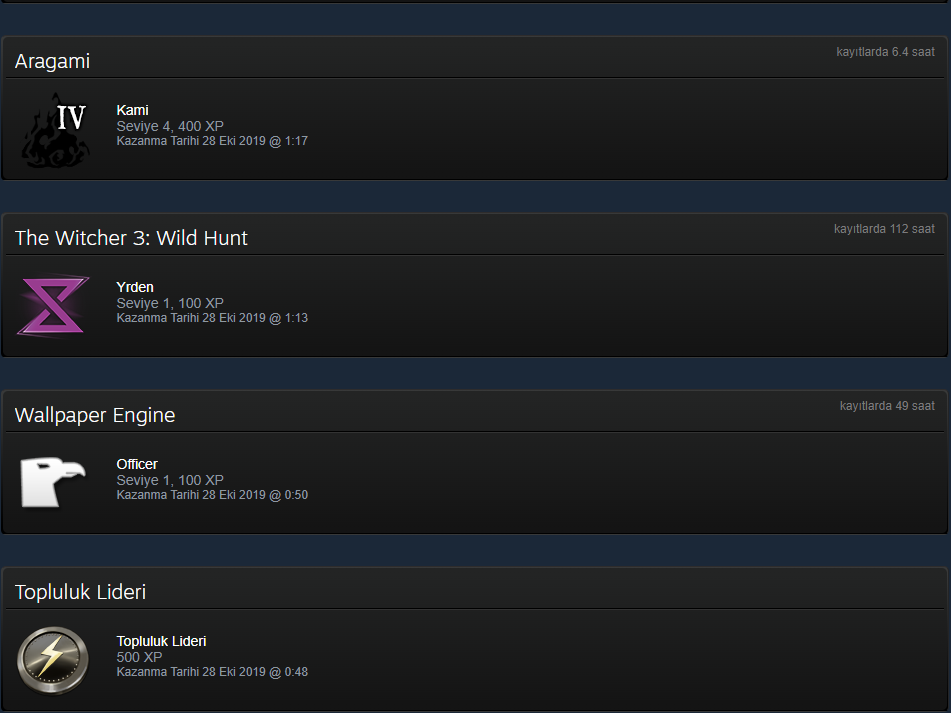 Aragami
kayıtlarda 6.4 saat
IV
Kami
Seviye 4, 400 XP
Kazanma Tarihi 28 Eki 2019 @ 1:17
The Witcher 3: Wild Hunt
kayıtlarda 112 saat
Yrden
Seviye 1, 100 XP
Kazanma Tarihi 28 Eki 2019 @ 1:13
Wallpaper Engine
kayıtlarda 49 saat
Officer
Seviye 1, 100 XP
Kazanma Tarihi 28 Eki 2019 @ 0:50
Topluluk Lideri
Topluluk Lideri
500 XP
Kazanma Tarihi 28 Eki 2019 @ 0:48